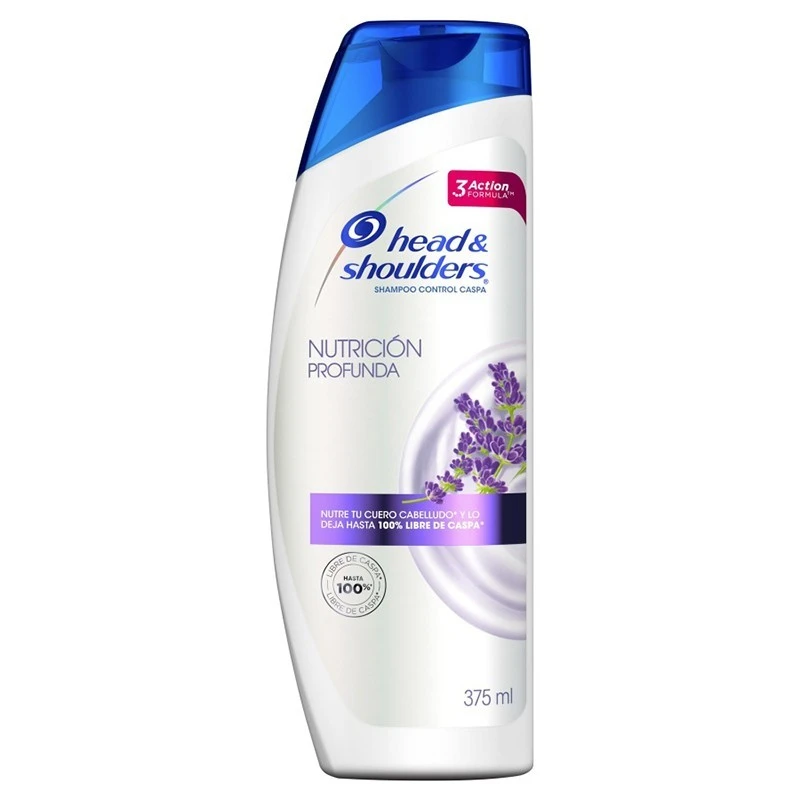 3 Action
FORMULA™
head &
shoulders®
SHAMPOO CONTROL CASPA
NUTRICIÓN
PROFUNDA
NUTRE TU CUERO CABELLUDO* Y LO
DEJA HASTA 100% LIBRE DE CASPA*
LIBRE DE CASPA*
HASTA
100%*
LIBRE DE CASPA*
375 ml